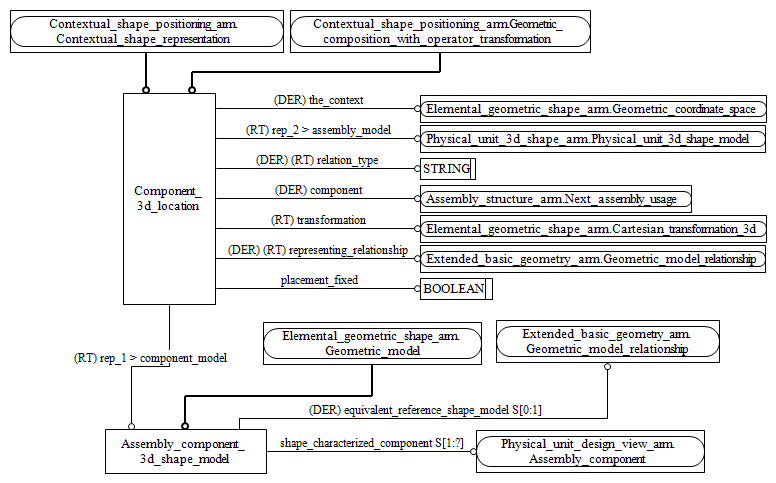 Contextual_shape_positioning_arm.
Contextual_shape_representation
Contextual_shape_positioning_arm.Geometric_
composition_with_operator_transformation
(DER) the_context
Elemental_geometric_shape_arm.Geometric_coordinate_space
(RT) rep_2 > assembly_model
Physical_unit_3d_shape_arm.Physical_unit_3d_shape_model
(DER) (RT) relation_type
STRING
Component_
3d_location
(DER) component
Assembly_structure_arm.Next_assembly_usage
(RT) transformation
Elemental_geometric_shape_arm.Cartesian_transformation_3d
(DER) (RT) representing_relationship
Extended_basic_geometry_arm.Geometric_model_relationship
placement_fixed
BOOLEAN
Elemental_geometric_shape_arm.
Geometric_model
Extended_basic_geometry_arm.
Geometric_model_relationship
(RT) rep_1 > component_model
(DER) equivalent_reference_shape_model S[0:1]
Assembly_component_
3d_shape_model
shape_characterized_component S[1:?]
Physical_unit_design_view_arm.
Assembly_component